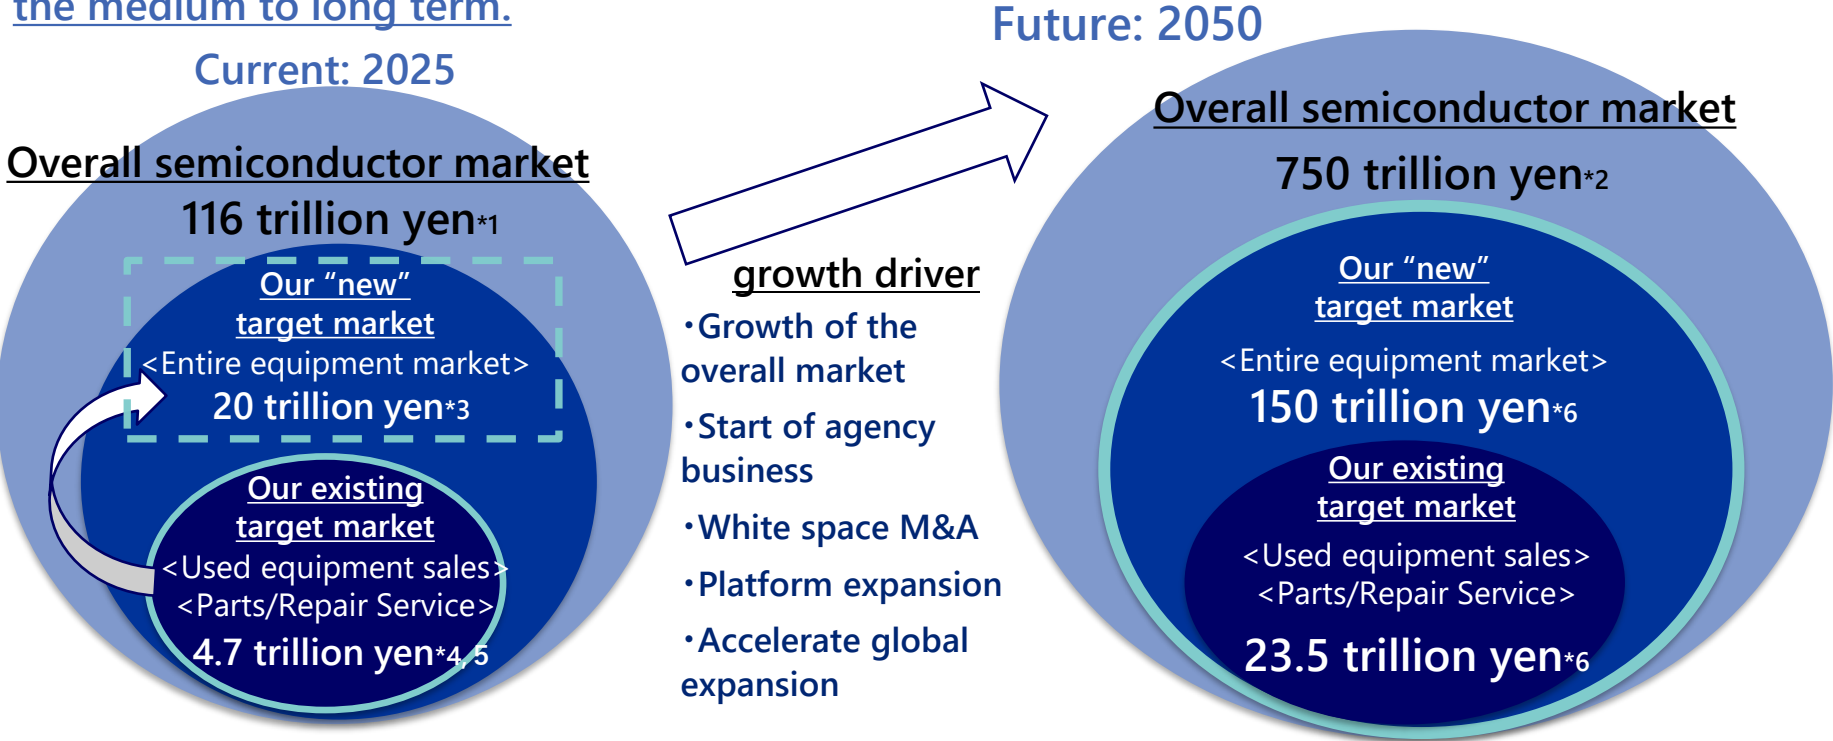 the medium to long term.
Current: 2025
Overall semiconductor market
116 trillion yen*1
Our “new”
target market
<Entire equipment market>
20 trillion yen*3
Our existing
target market
<Used equipment sales>
<Parts/Repair Service>
4.7 trillion yen*4, 5
growth driver
・Growth of the
overall market
・Start of agency
business
・White space M&A
・Platform expansion
・Accelerate global
expansion
Future: 2050
Overall semiconductor market
750 trillion yen*2
Our “new”
target market
<Entire equipment market>
150 trillion yen*6
Our existing
target market
<Used equipment sales>
<Parts/Repair Service>
23.5 trillion yen*6